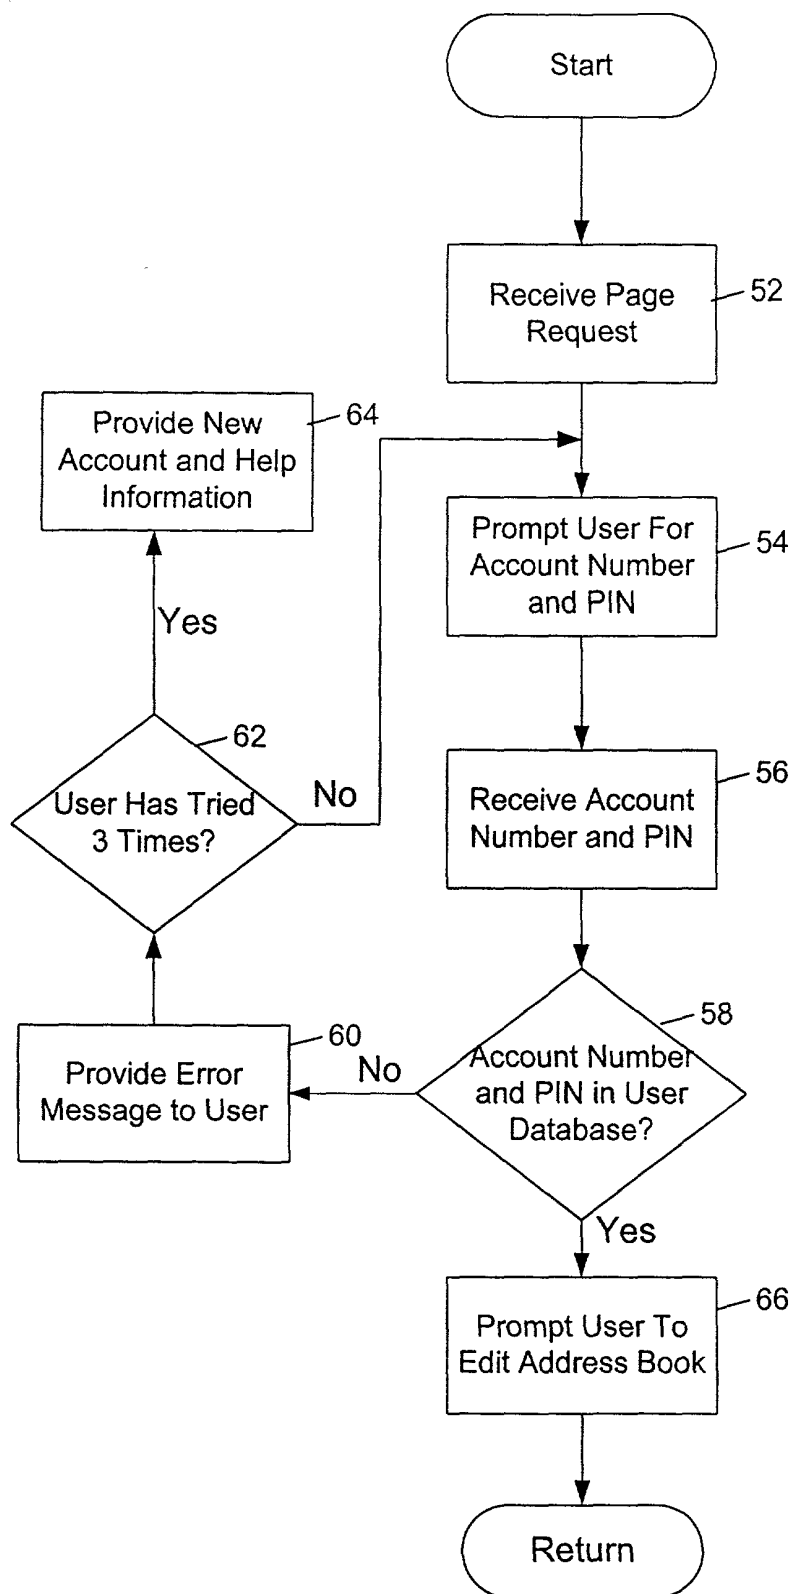 Start
Receive Page
Request
52
Provide New
Account and Help
Information
64
Prompt User For
Account Number
and PIN
54
Yes
User Has Tried
3 Times?
62
No
Receive Account
Number and PIN
56
Account Number
and PIN in User
Database?
58
No
Provide Error
Message to User
60
Yes
Prompt User To
Edit Address Book
66
Return